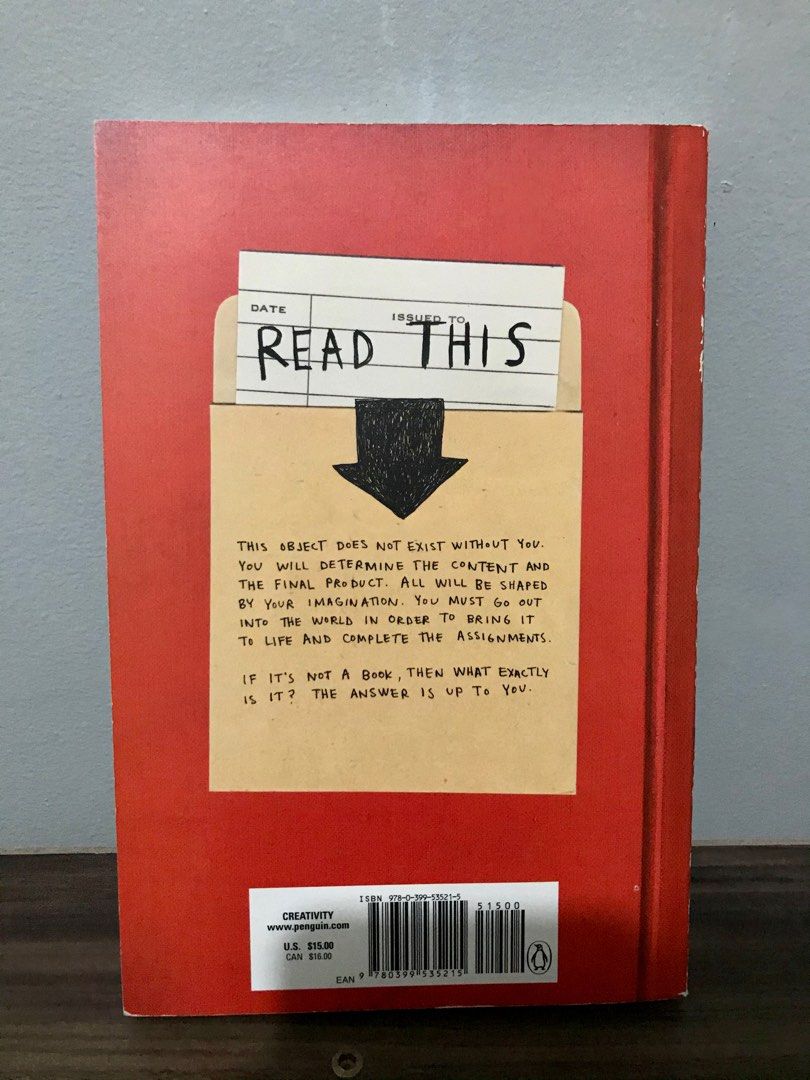 DATE
ISSUED TO
READ THIS
THIS OBJECT DOES NOT EXIST WITHOUT YOU.
YOU WILL DETERMINE THE CONTENT AND
THE FINAL PRODUCT. ALL WILL BE SHAPED
BY YOUR IMAGINATION. YOU MUST GO OUT
INTO THE WORLD IN ORDER TO BRING IT
TO LIFE AND COMPLETE THE ASSIGNMENTS.
IF IT'S NOT A BOOK, THEN WHAT EXACTLY
IS IT? THE ANSWER IS UP TO YOU.
ISBN 978-0-399-53521-5
51500
CREATIVITY
www.penguin.com
U.S. $15.00
CAN $16.00
EAN 9 780399 535215